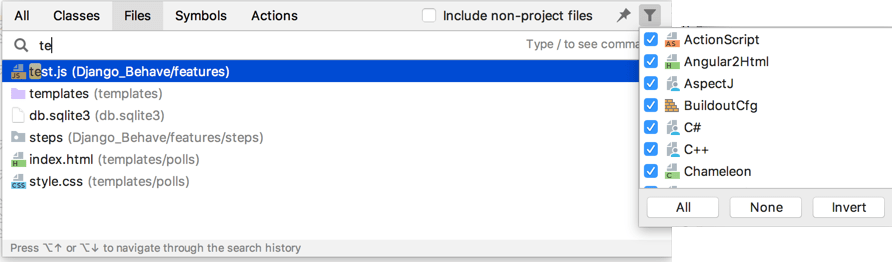 All Classes Files Symbols Actions Include non-project files
te Type / to see comma
test.js (Django_Behave/features)
templates (templates)
db.sqlite3 (db.sqlite3)
steps (Django_Behave/features/steps)
index.html (templates/polls)
style.css (templates/polls)
Press ⌥↑ or ⌥↓ to navigate through the search history
ActionScript
Angular2Html
AspectJ
BuildoutCfg
C#
C++
Chameleon
All None Invert